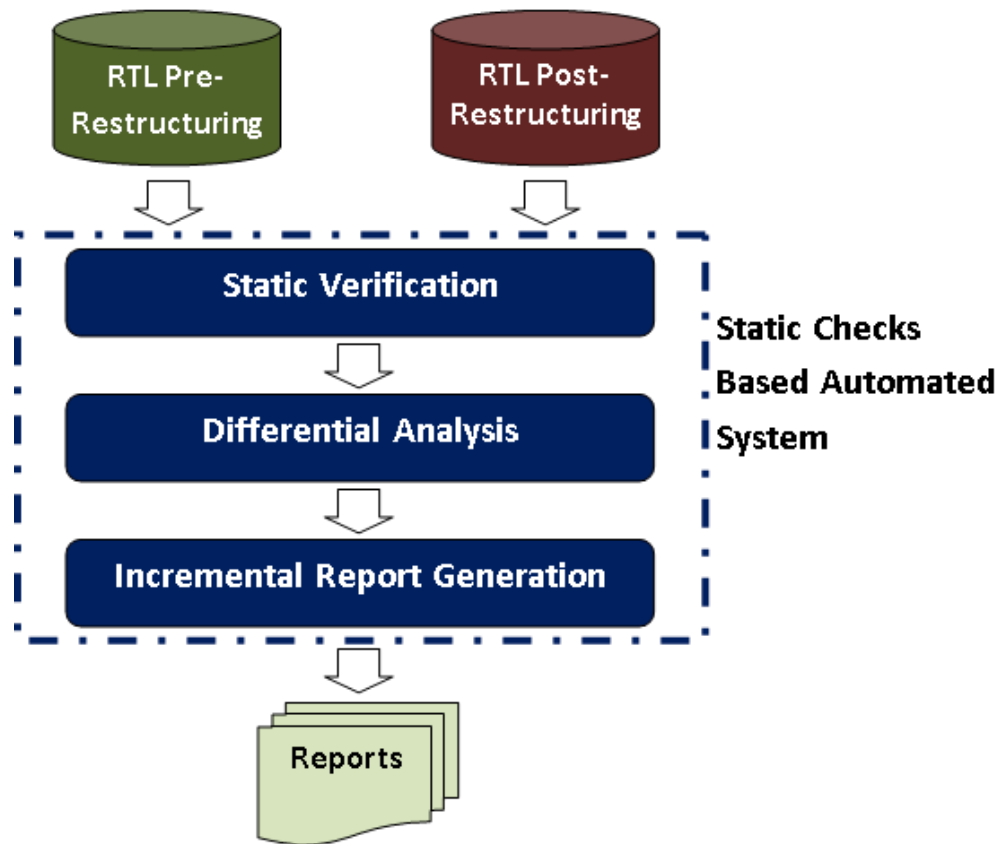 RTL Pre-
Restructuring
RTL Post-
Restructuring
Static Verification
Static Checks
Based Automated
System
Differential Analysis
Incremental Report Generation
Reports